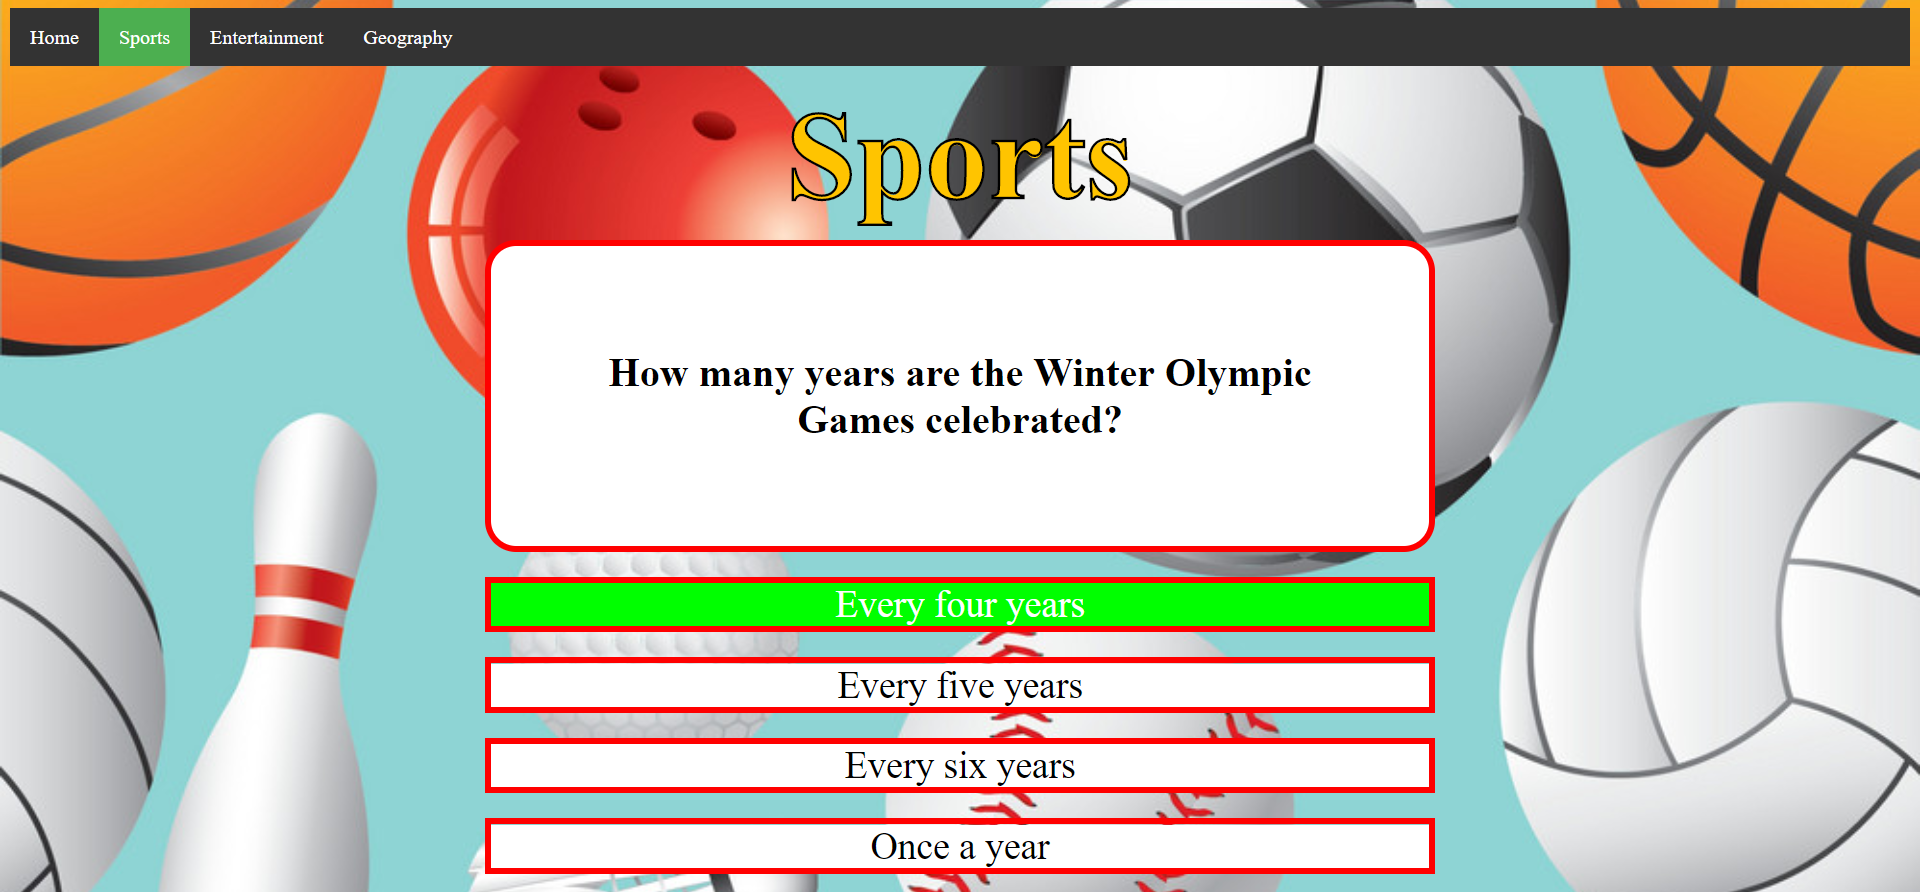 Home Sports Entertainment Geography
Sports
How many years are the Winter Olympic
Games celebrated?
Every four years
Every five years
Every six years
Once a year